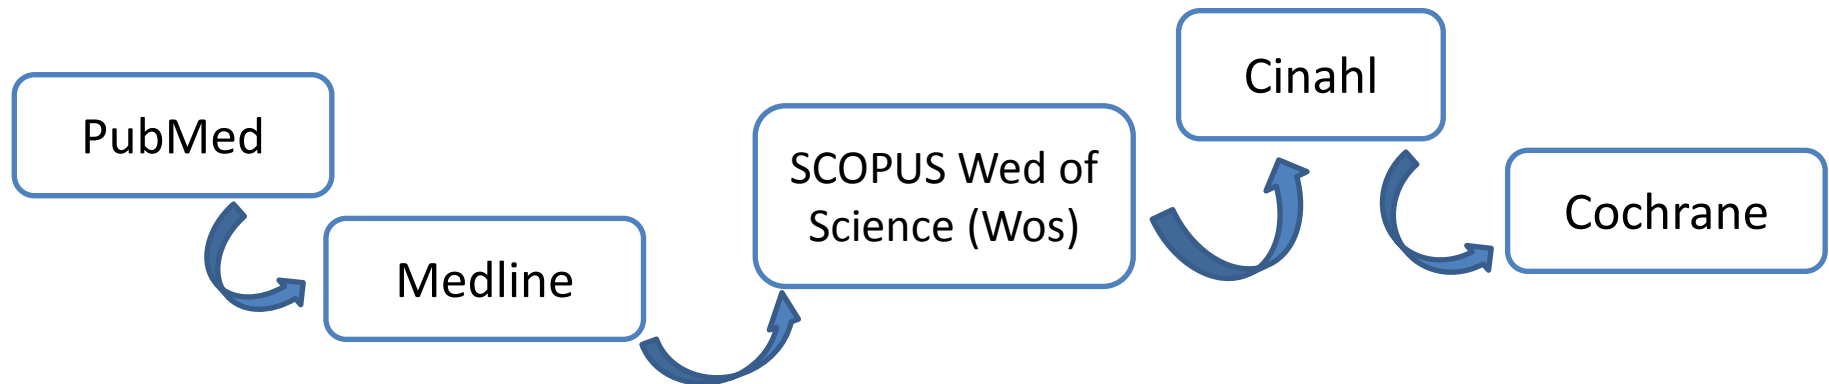 PubMed
Medline
SCOPUS Wed of
Science (Wos)
Cinahl
Cochrane